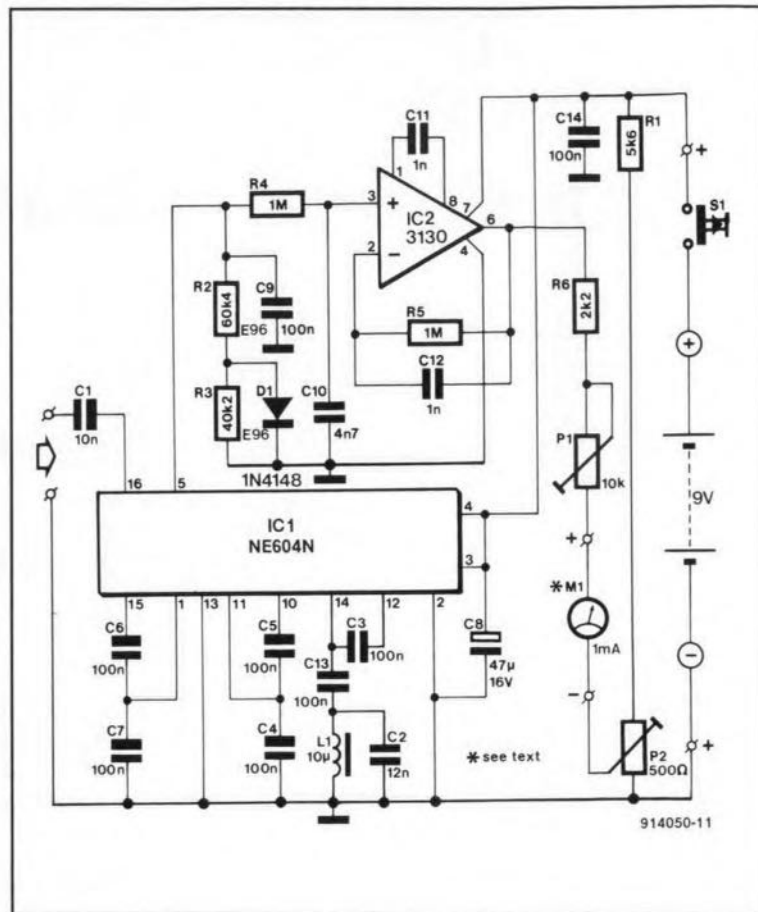 C11
1n
C14
100n
R1
5k6
+
S1
R4
1M
3
+
1
8
7
IC2
3130
6
4
2
−
R2
60k4
E96
C9
100n
R5
1M
C12
1n
R6
2k2
+
C1
10n
R3
40k2
E96
D1
C10
4n7
1N4148
P1
10k
9V
16
5
IC1
NE604N
4
3
+
* M1
1mA
−
−
15
1
13
11
10
14
12
2
C6
100n
C5
100n
C3
100n
C13
100n
C8
47µ
16V
C7
100n
C4
100n
L1
10µ
C2
12n
* see text
P2
500Ω
+
914050-11